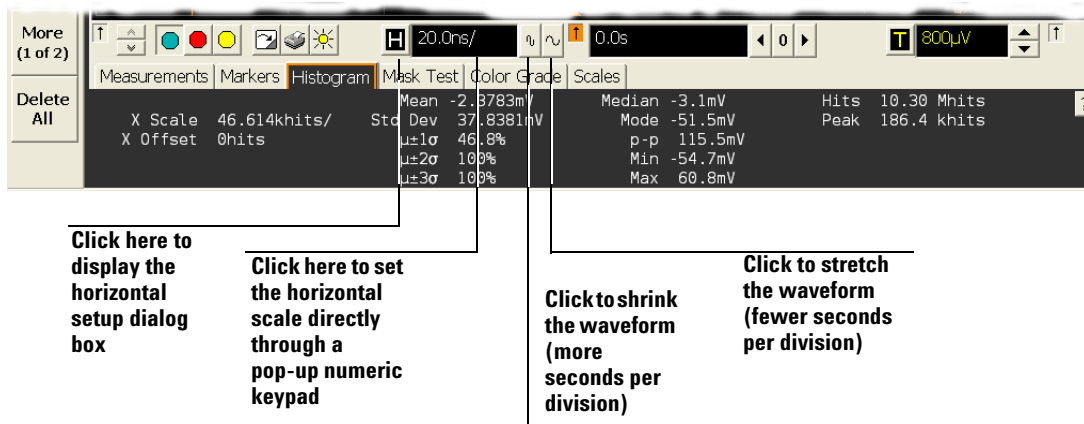 More
(1 of 2)
H 20.0ns/ 0.0s 0 T 800µV
Measurements Markers Histogram Mask Test Color Grade Scales
Delete
All
Mean -2.3783mV Median -3.1mV Hits 10.30 Mhits
X Scale 46.614khits/ Std Dev 37.8381mV Mode -51.5mV Peak 186.4 khits
X Offset 0hits µ±1σ 46.8% p-p 115.5mV
µ±2σ 100% Min -54.7mV
µ±3σ 100% Max 60.8mV
Click here to
display the
horizontal
setup dialog
box
Click here to set
the horizontal
scale directly
through a
pop-up numeric
keypad
Click to shrink
the waveform
(more
seconds per
division)
Click to stretch
the waveform
(fewer seconds
per division)